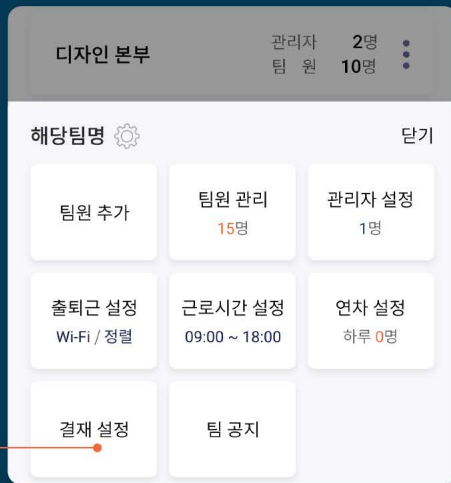 디자인 본부
관리자 2명
팀 원 10명
해당팀명
닫기
팀원 추가
팀원 관리
15명
관리자 설정
1명
출퇴근 설정
Wi-Fi / 정렬
근로시간 설정
09:00 ~ 18:00
연차 설정
하루 0명
결재 설정
팀 공지